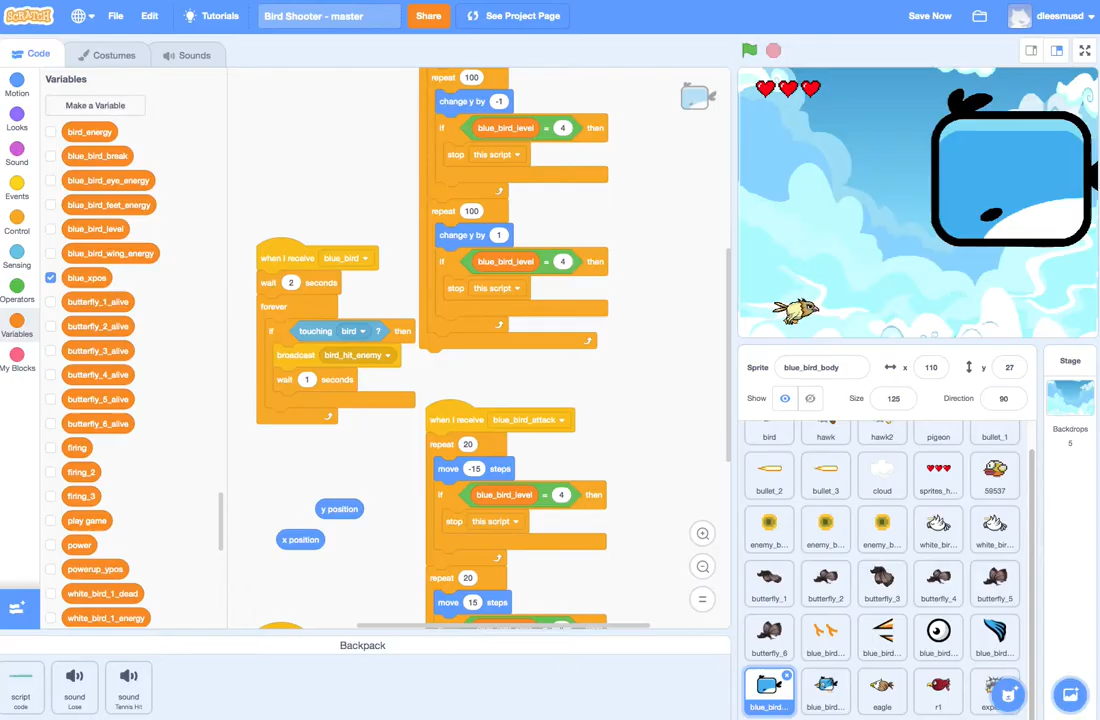 SCRATCH File Edit Tutorials Bird Shooter - master Share See Project Page Save Now dleesmusd
Code Costumes Sounds
Motion
Looks
Sound
Events
Control
Sensing
Operators
Variables
My Blocks
Variables
Make a Variable
bird_energy
blue_bird_break
blue_bird_eye_energy
blue_bird_feet_energy
blue_bird_level
blue_bird_wing_energy
blue_xpos
butterfly_1_alive
butterfly_2_alive
butterfly_3_alive
butterfly_4_alive
butterfly_5_alive
butterfly_6_alive
firing
firing_2
firing_3
play game
power
powerup_ypos
white_bird_1_dead
white_bird_1_energy
repeat 100
change y by -1
if blue_bird_level = 4 then
stop this script
repeat 100
change y by 1
if blue_bird_level = 4 then
stop this script
when I receive blue_bird
wait 2 seconds
forever
if touching bird ? then
broadcast bird_hit_enemy
wait 1 seconds
y position
x position
when I receive blue_bird_attack
repeat 20
move -15 steps
if blue_bird_level = 4 then
stop this script
repeat 20
move 15 steps
Backpack
script
code
sound
Lose
sound
Tennis Hit
Sprite blue_bird_body x 110 y 27
Show Size 125 Direction 90
Stage
Backdrops
5
bird hawk hawk2 pigeon bullet_1
bullet_2 bullet_3 cloud sprites_h... 59537
enemy_b... enemy_b... enemy_b... white_bir... white_bir...
butterfly_1 butterfly_2 butterfly_3 butterfly_4 butterfly_5
butterfly_6 blue_bird... blue_bird... blue_bird... blue_bird...
blue_bird... blue_bird... eagle r1